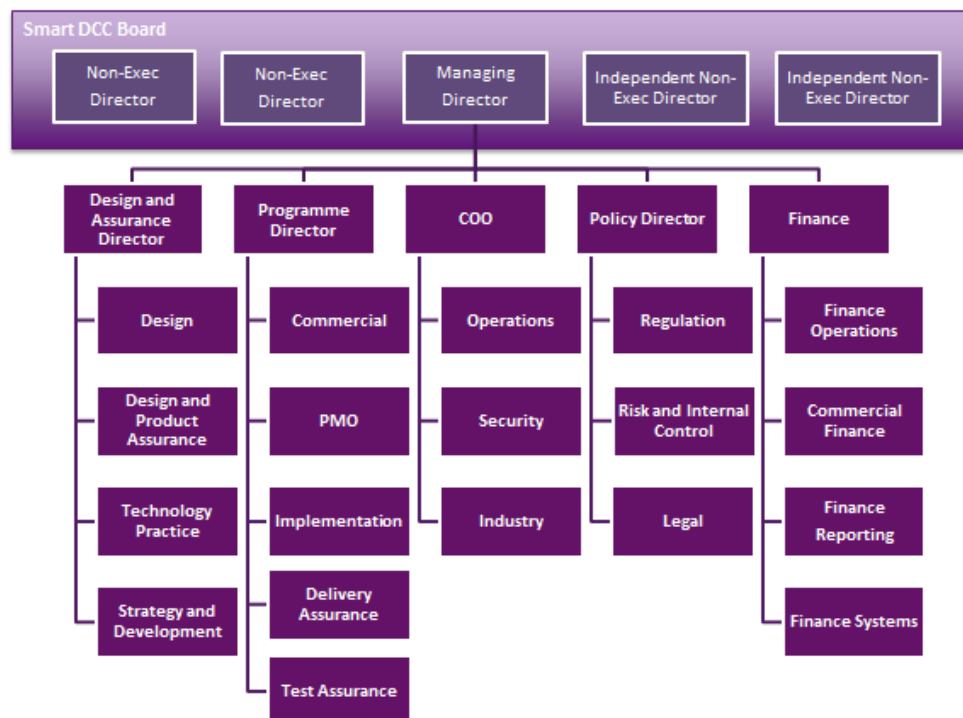 Smart DCC Board
Non-Exec
Director
Non-Exec
Director
Managing
Director
Independent Non-
Exec Director
Independent Non-
Exec Director
Design and
Assurance
Director
Programme
Director
COO
Policy Director
Finance
Design
Commercial
Operations
Regulation
Finance
Operations
Design and
Product
Assurance
PMO
Security
Risk and Internal
Control
Commercial
Finance
Technology
Practice
Implementation
Industry
Legal
Finance
Reporting
Strategy and
Development
Delivery
Assurance
Finance Systems
Test Assurance